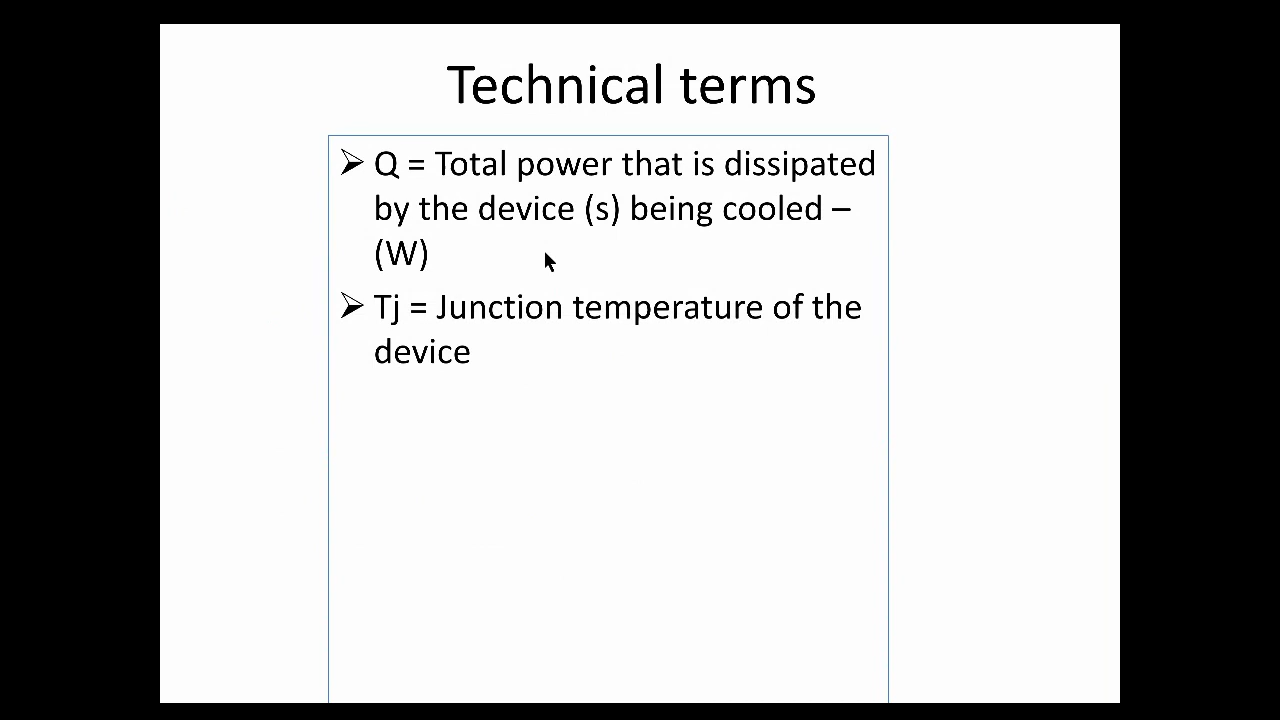 Technical terms
➢ Q = Total power that is dissipated
by the device (s) being cooled –
(W)
➢ Tj = Junction temperature of the
device